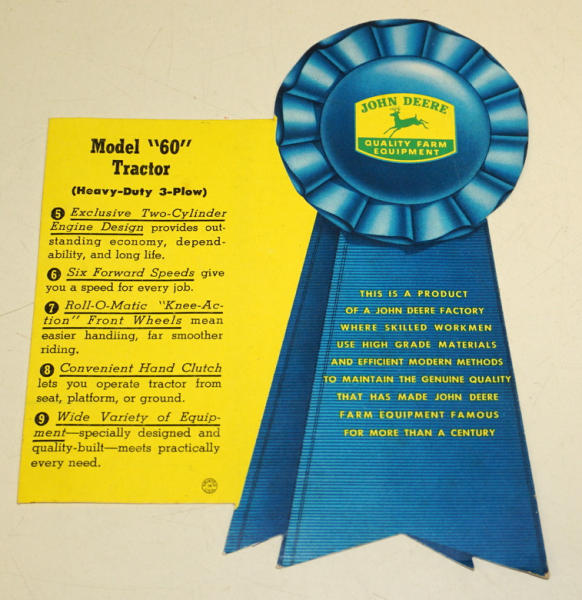 Model "60"
Tractor
(Heavy-Duty 3-Plow)
5 Exclusive Two-Cylinder
Engine Design provides out-
standing economy, depend-
ability, and long life.
6 Six Forward Speeds give
you a speed for every job.
7 Roll-O-Matic "Knee-Ac-
tion" Front Wheels mean
easier handling, far smoother
riding.
8 Convenient Hand Clutch
lets you operate tractor from
seat, platform, or ground.
9 Wide Variety of Equip-
ment—specially designed and
quality-built—meets practically
every need.
JOHN DEERE
QUALITY FARM
EQUIPMENT
THIS IS A PRODUCT
OF A JOHN DEERE FACTORY
WHERE SKILLED WORKMEN
USE HIGH GRADE MATERIALS
AND EFFICIENT MODERN METHODS
TO MAINTAIN THE GENUINE QUALITY
THAT HAS MADE JOHN DEERE
FARM EQUIPMENT FAMOUS
FOR MORE THAN A CENTURY